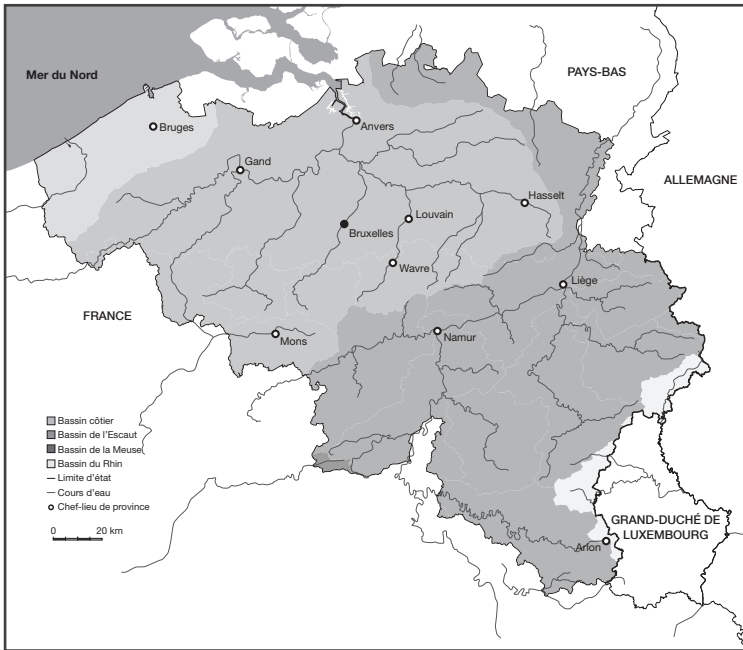 Mer du Nord
PAYS-BAS
Bruges
Anvers
Gand
ALLEMAGNE
Hasselt
Louvain
Bruxelles
Wavre
Liège
FRANCE
Mons
Namur
Bassin côtier
Bassin de l'Escaut
Bassin de la Meuse
Bassin du Rhin
Limite d'état
Cours d'eau
Chef-lieu de province
0 20 km
GRAND-DUCHÉ DE
LUXEMBOURG
Arlon